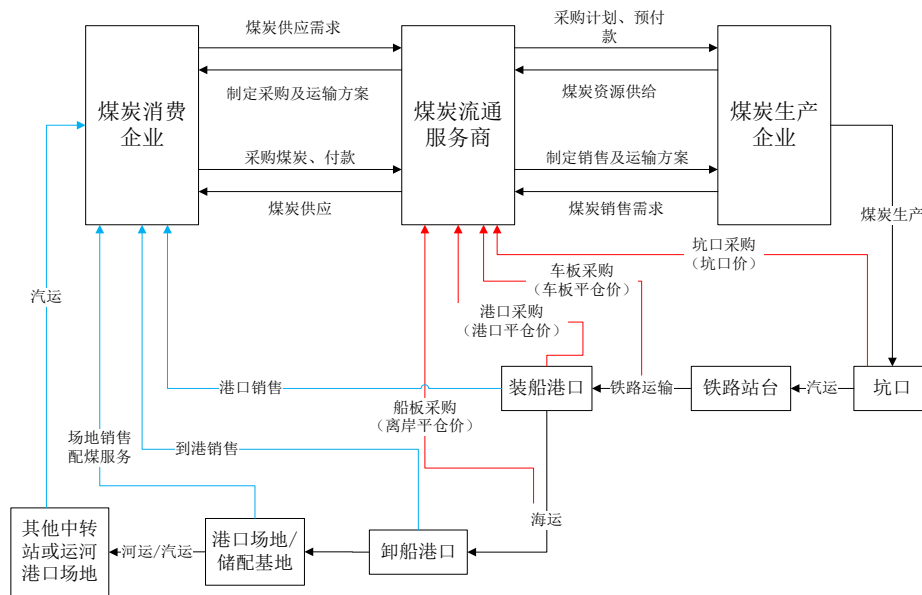 煤炭供应需求
采购计划、预付
款
煤炭消费
企业
制定采购及运输方案
煤炭流通
服务商
煤炭资源供给
煤炭生产
企业
采购煤炭、付款
制定销售及运输方案
煤炭供应
煤炭销售需求
煤炭生产
坑口采购
（坑口价）
车板采购
（车板平仓价）
汽运
港口采购
（港口平仓价）
港口销售
装船港口
铁路运输
铁路站台
汽运
坑口
船板采购
（离岸平仓价）
场地销售
配煤服务
到港销售
海运
其他中转
站或运河
港口场地
河运/汽运
港口场地/
储配基地
卸船港口